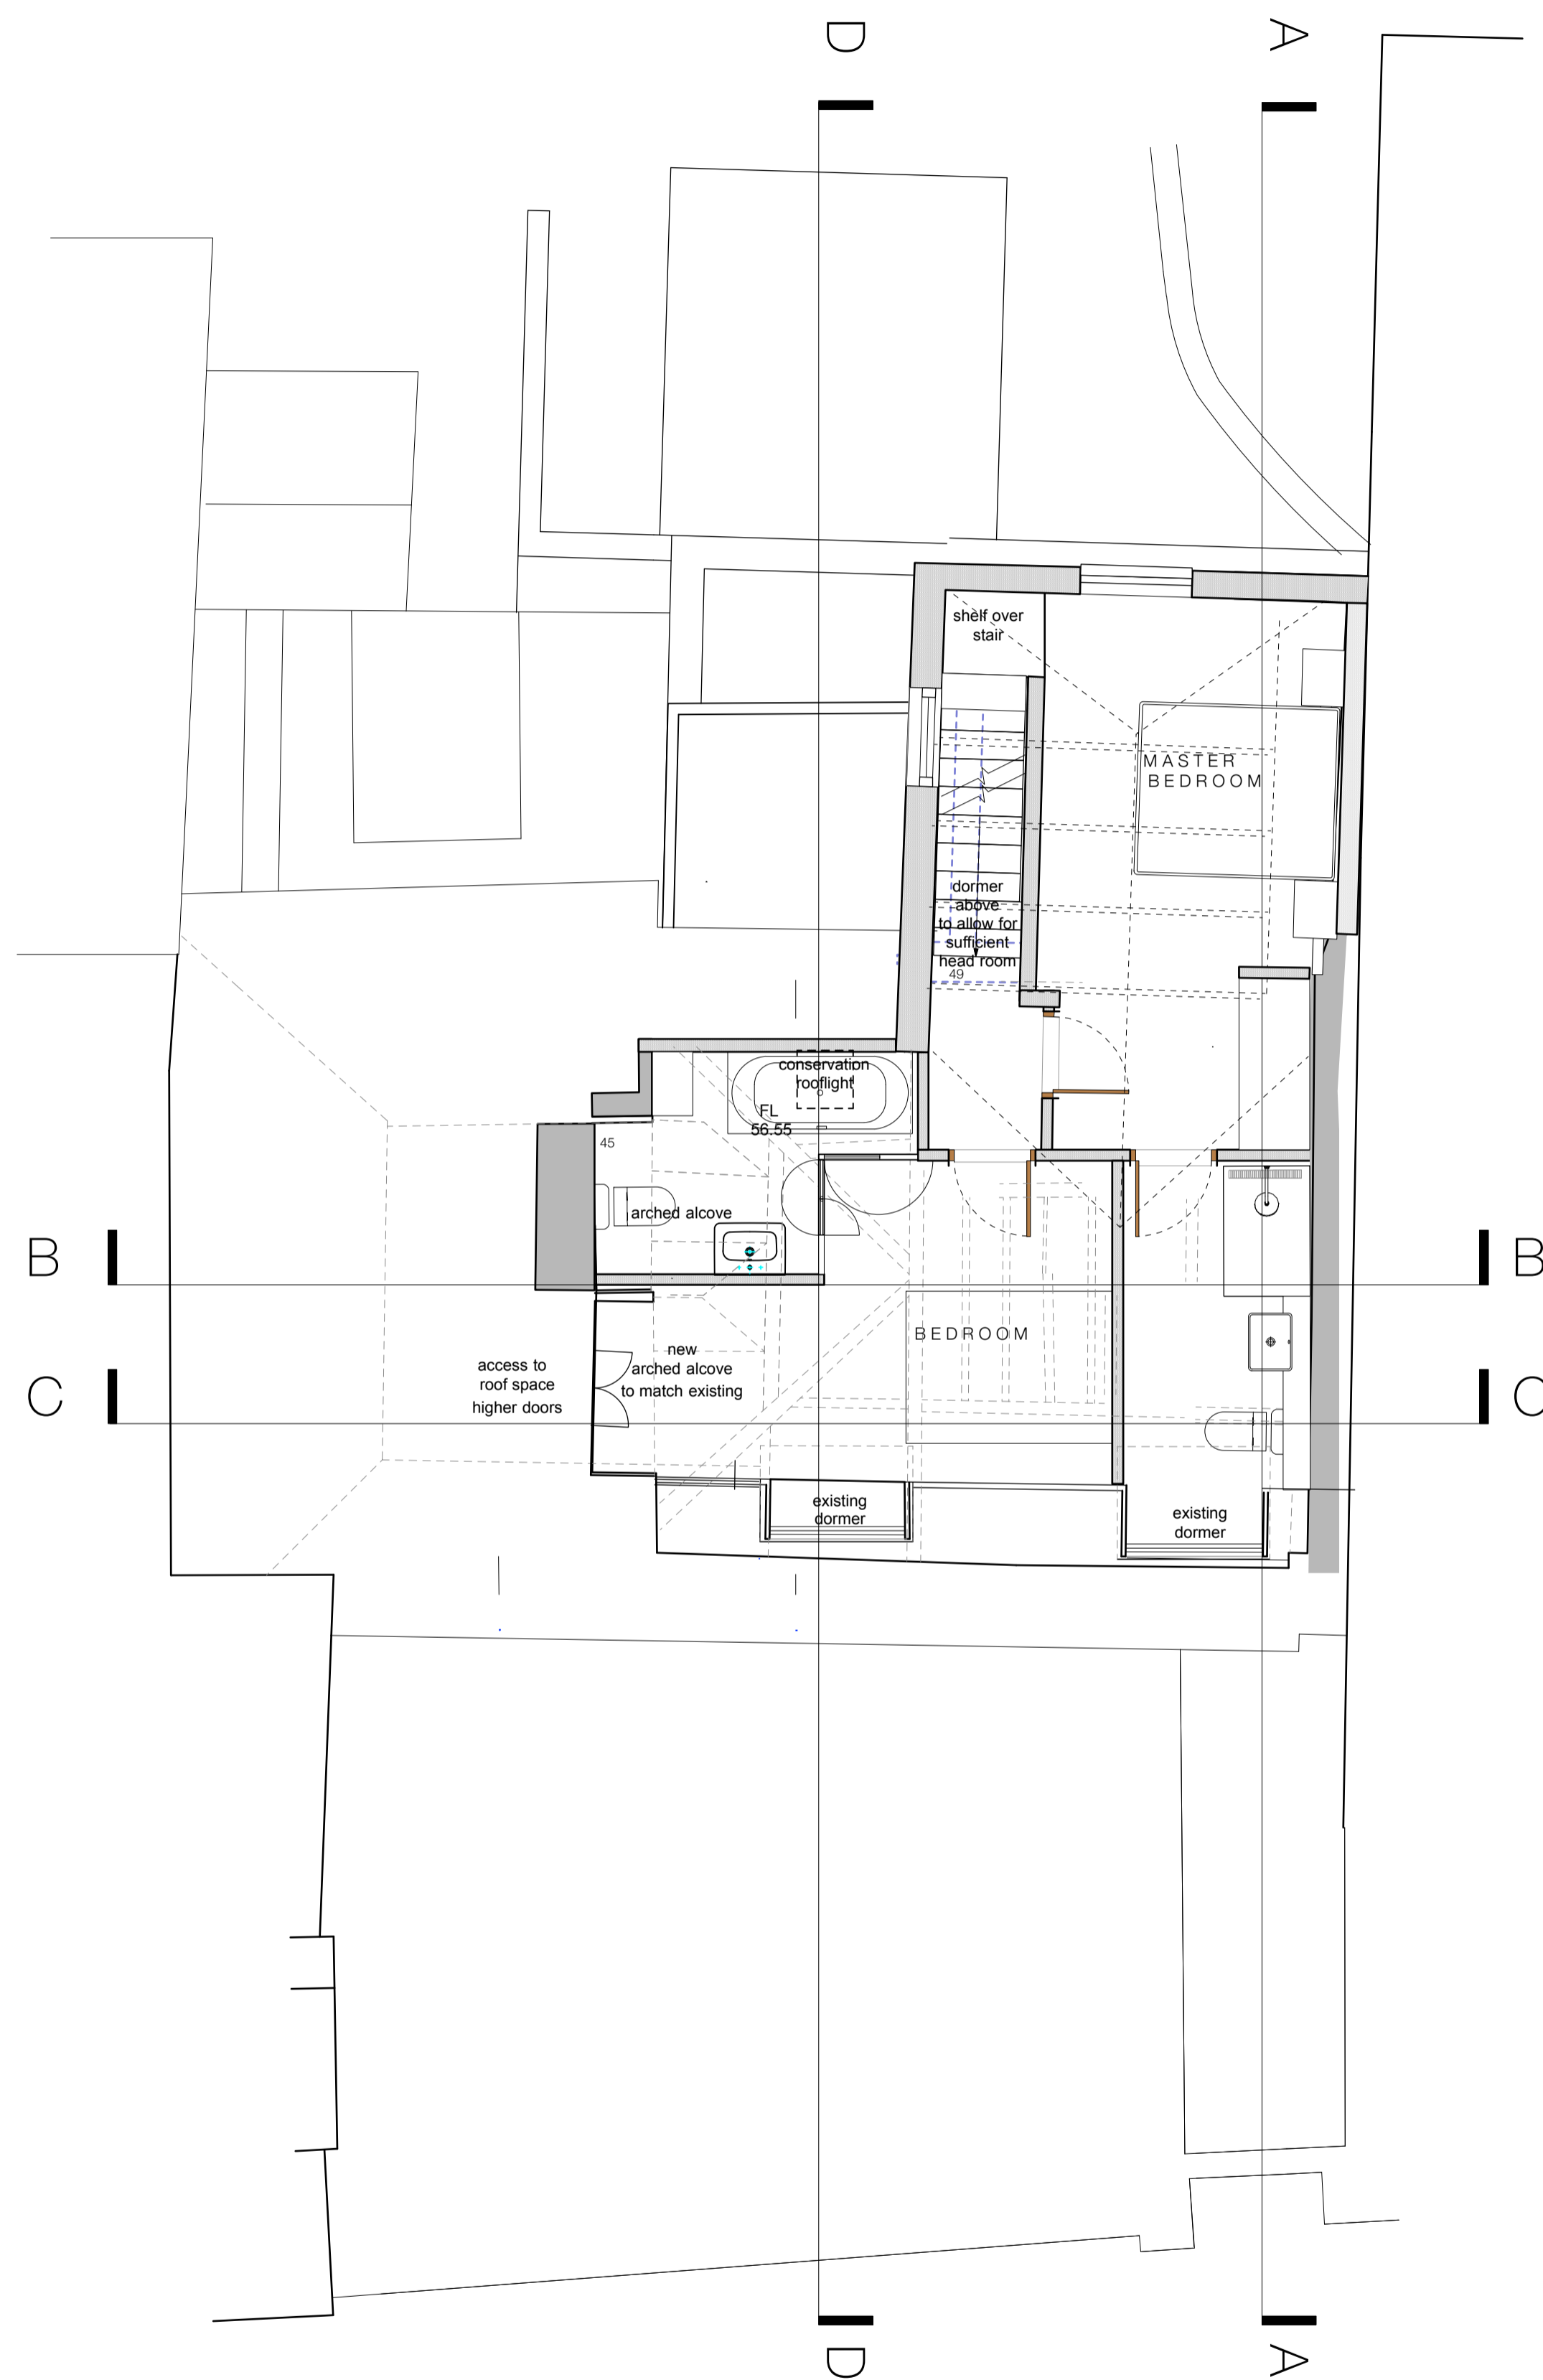 D
A
shelf over
stair
MASTER
BEDROOM
dormer
above
to allow for
sufficient
head room
49
conservation
rooflight
FL
56.55
45
arched alcove
B
B
BEDROOM
new
arched alcove
to match existing
access to
roof space
higher doors
C
C
existing
dormer
existing
dormer
D
A